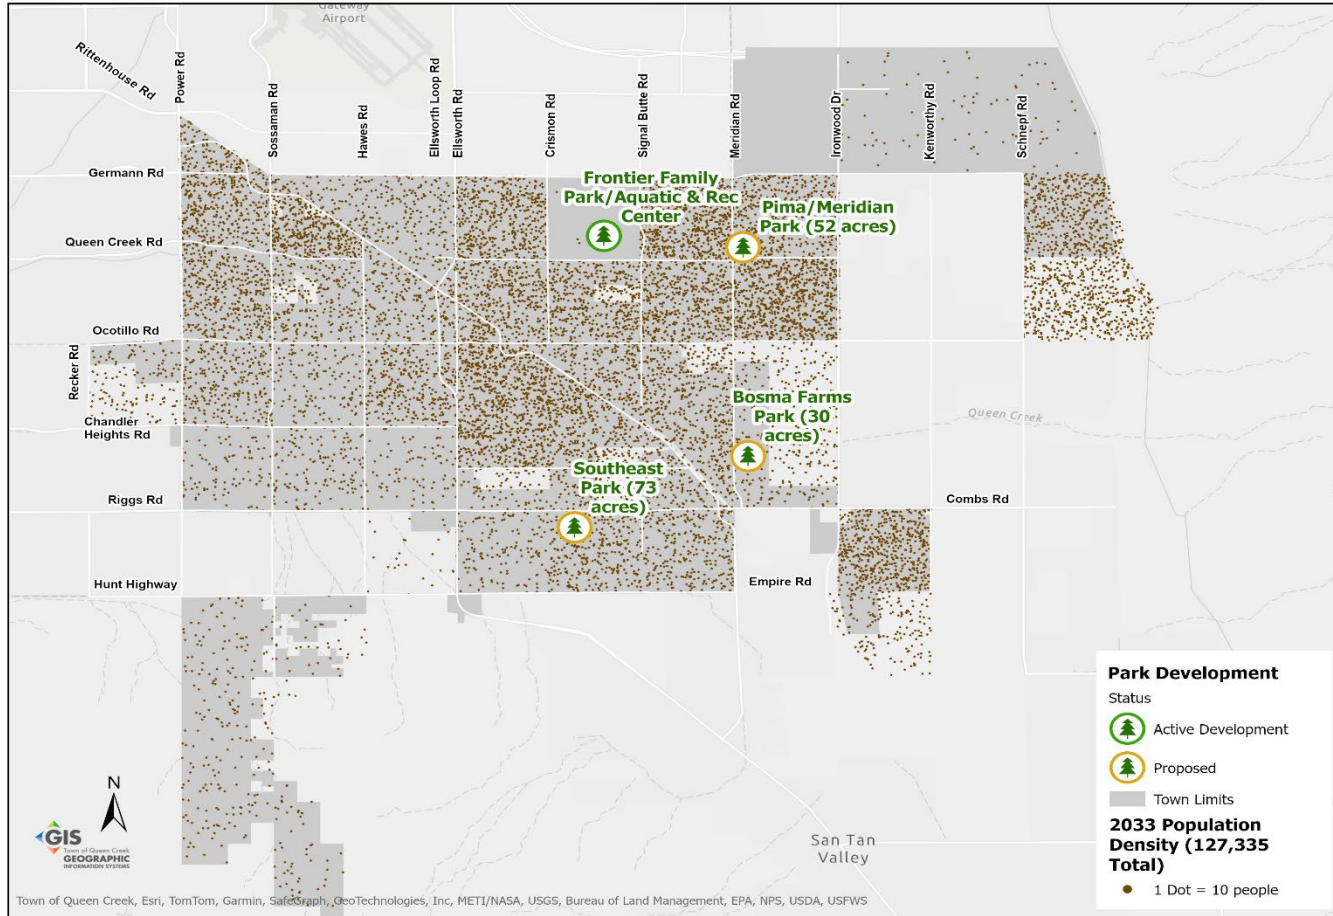 Gateway
Airport
Rittenhouse Rd
Power Rd
Sossaman Rd
Hawes Rd
Ellsworth Loop Rd
Ellsworth Rd
Crismon Rd
Signal Butte Rd
Meridian Rd
Ironwood Dr
Kenworthy Rd
Schnepf Rd
Germann Rd
Frontier Family
Park/Aquatic & Rec
Center
Pima/Meridian
Park (52 acres)
Queen Creek Rd
Ocotillo Rd
Recker Rd
Bosma Farms
Park (30
acres)
Queen Creek
Chandler
Heights Rd
Southeast
Park (73
acres)
Riggs Rd
Combs Rd
Hunt Highway
Empire Rd
San Tan
Valley
N
GIS
Town of Queen Creek
GEOGRAPHIC
INFORMATION SYSTEMS
Park Development
Status
Active Development
Proposed
Town Limits
2033 Population
Density (127,335
Total)
1 Dot = 10 people
Town of Queen Creek, Esri, TomTom, Garmin, SafeGraph, GeoTechnologies, Inc, METI/NASA, USGS, Bureau of Land Management, EPA, NPS, USDA, USFWS